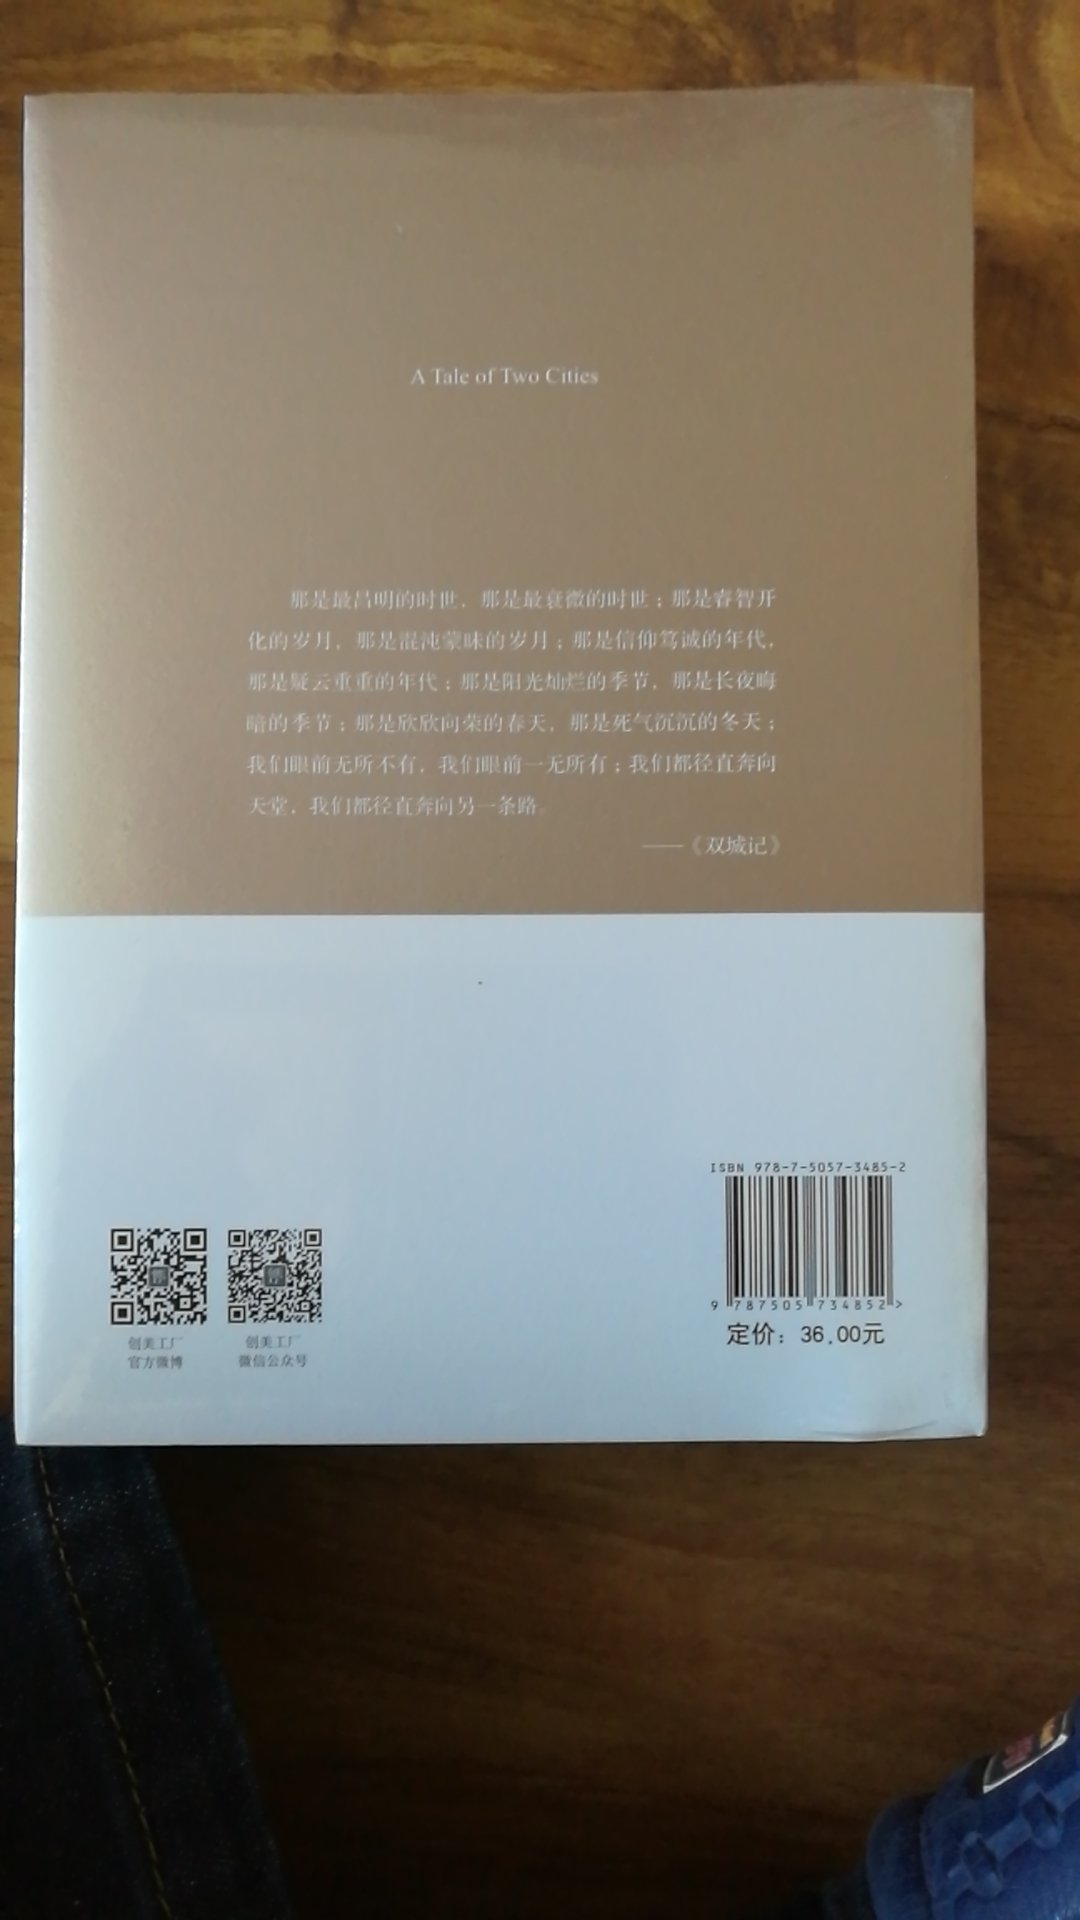 A Tale of Two Cities
那是最昌明的时世，那是最衰微的时世；那是睿智开
化的岁月，那是混沌蒙昧的岁月；那是信仰笃诚的年代，
那是疑云重重的年代；那是阳光灿烂的季节，那是长夜晦
暗的季节；那是欣欣向荣的春天，那是死气沉沉的冬天；
我们眼前无所不有，我们眼前一无所有；我们都径直奔向
天堂，我们都径直奔向另一条路。
——《双城记》
ISBN 978-7-5057-3485-2
9 787505 734852 >
定价：36.00元
创美工厂
官方微博
创美工厂
微信公众号